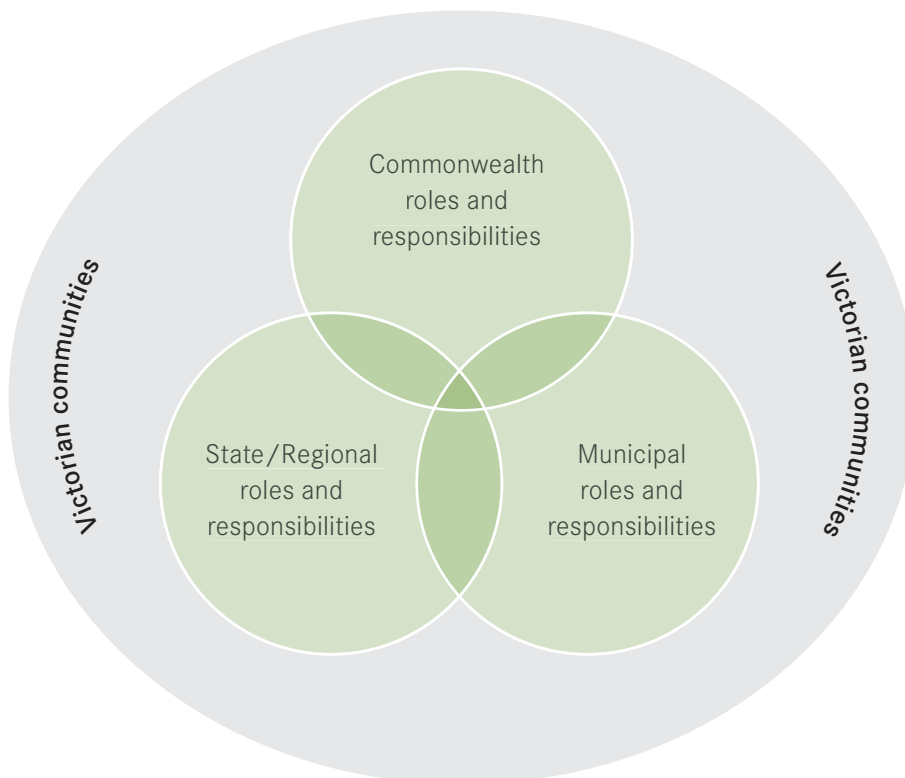 Commonwealth
roles and
responsibilities
Victorian communities
Victorian communities
State/Regional
roles and
responsibilities
Municipal
roles and
responsibilities